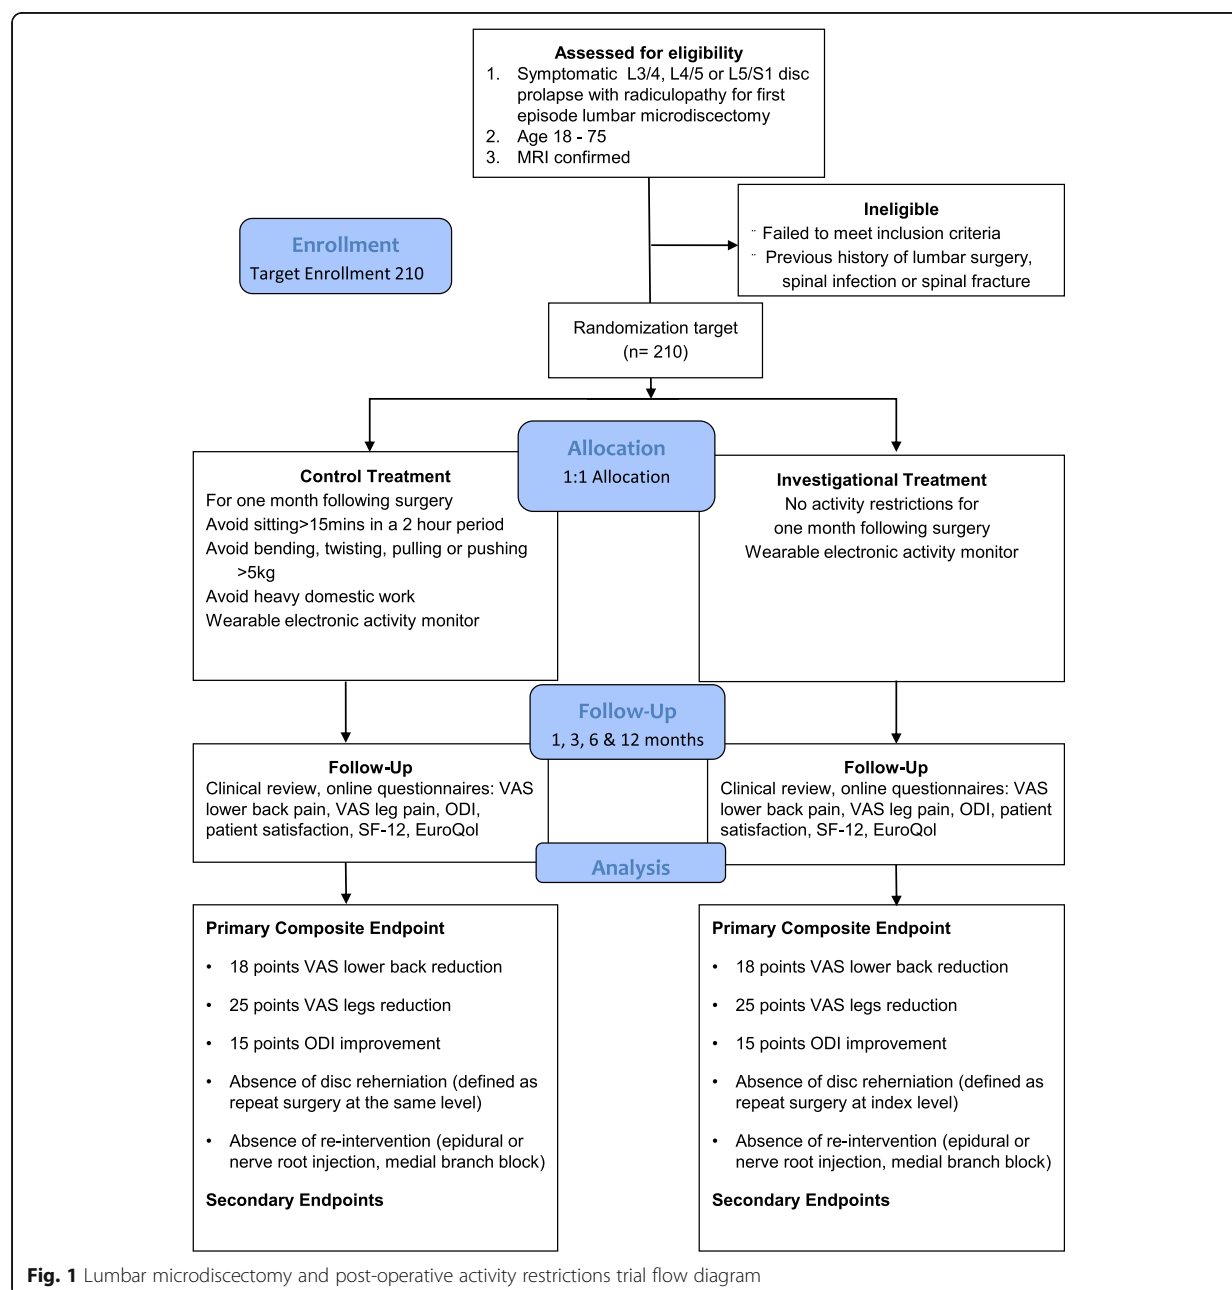 Assessed for eligibility
1. Symptomatic L3/4, L4/5 or L5/S1 disc
prolapse with radiculopathy for first
episode lumbar microdiscectomy
2. Age 18 - 75
3. MRI confirmed
Ineligible
¨ Failed to meet inclusion criteria
¨ Previous history of lumbar surgery,
spinal infection or spinal fracture
Enrollment
Target Enrollment 210
Randomization target
(n= 210)
Allocation
1:1 Allocation
Control Treatment
For one month following surgery
Avoid sitting>15mins in a 2 hour period
Avoid bending, twisting, pulling or pushing
>5kg
Avoid heavy domestic work
Wearable electronic activity monitor
Investigational Treatment
No activity restrictions for
one month following surgery
Wearable electronic activity monitor
Follow-Up
1, 3, 6 & 12 months
Follow-Up
Clinical review, online questionnaires: VAS
lower back pain, VAS leg pain, ODI,
patient satisfaction, SF-12, EuroQol
Follow-Up
Clinical review, online questionnaires: VAS
lower back pain, VAS leg pain, ODI, patient
satisfaction, SF-12, EuroQol
Analysis
Primary Composite Endpoint
• 18 points VAS lower back reduction
• 25 points VAS legs reduction
• 15 points ODI improvement
• Absence of disc reherniation (defined as
repeat surgery at the same level)
• Absence of re-intervention (epidural or
nerve root injection, medial branch block)
Secondary Endpoints
Primary Composite Endpoint
• 18 points VAS lower back reduction
• 25 points VAS legs reduction
• 15 points ODI improvement
• Absence of disc reherniation (defined as
repeat surgery at index level)
• Absence of re-intervention (epidural or
nerve root injection, medial branch block)
Secondary Endpoints
Fig. 1 Lumbar microdiscectomy and post-operative activity restrictions trial flow diagram